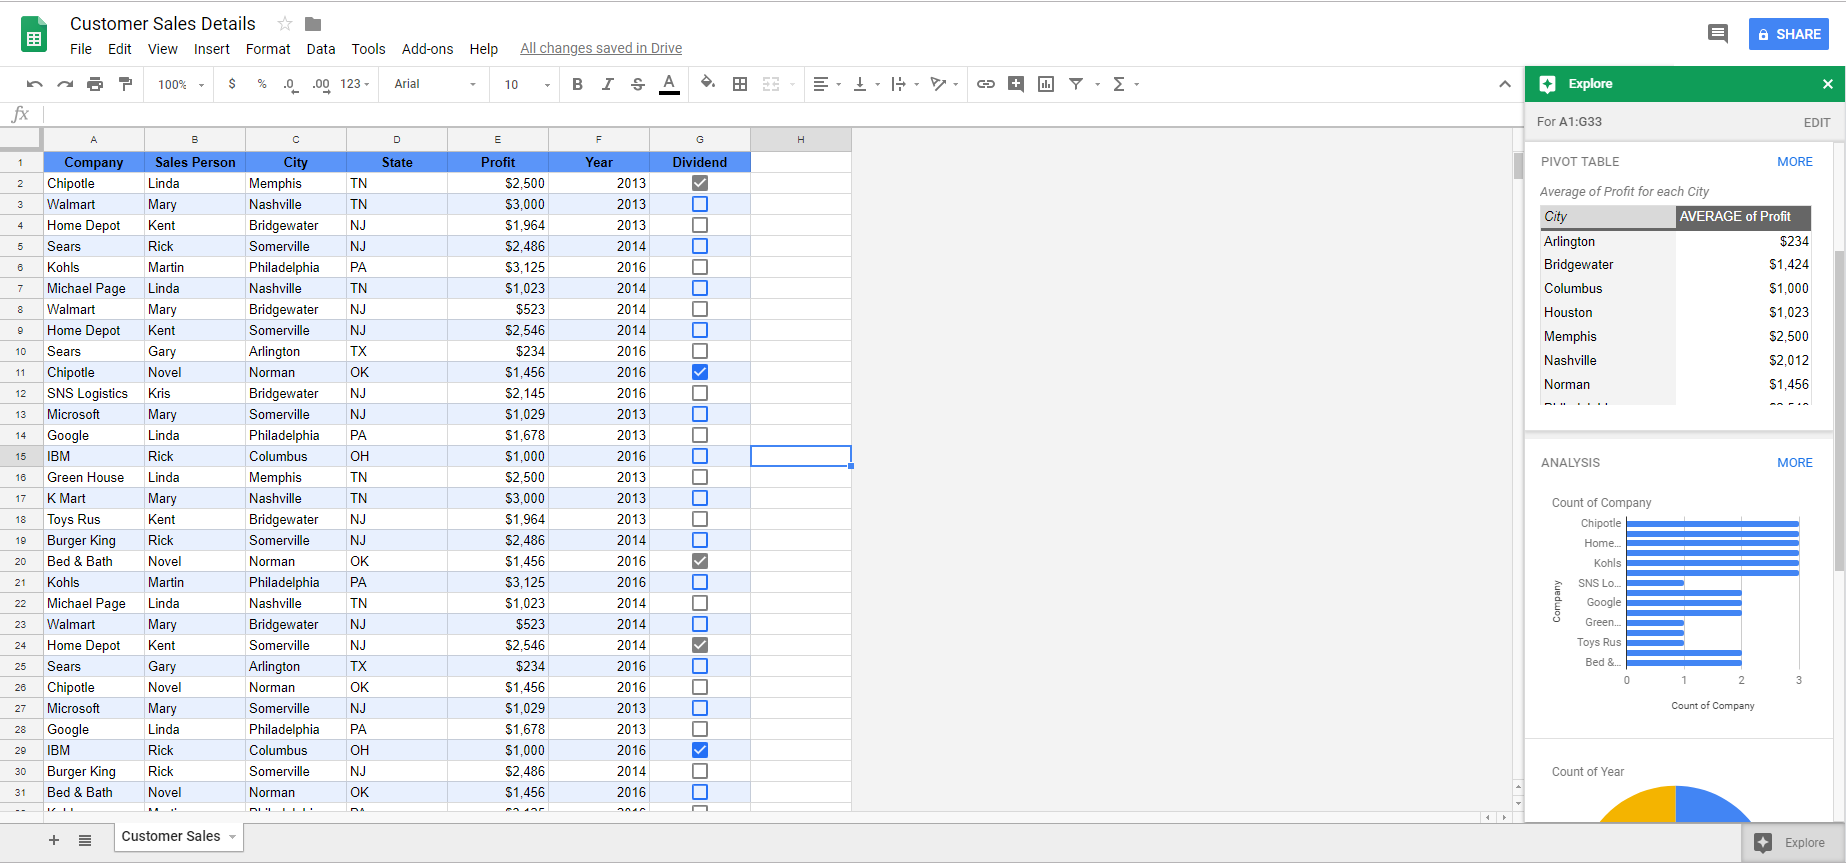 Customer Sales Details
File Edit View Insert Format Data Tools Add-ons Help All changes saved in Drive
SHARE
100% $ % .0 .00 123 Arial 10 B I S A Σ
Explore
fx
For A1:G33 EDIT
A B C D E F G H
1 Company Sales Person City State Profit Year Dividend
2 Chipotle Linda Memphis TN $2,500 2013
3 Walmart Mary Nashville TN $3,000 2013
4 Home Depot Kent Bridgewater NJ $1,964 2013
5 Sears Rick Somerville NJ $2,486 2014
6 Kohls Martin Philadelphia PA $3,125 2016
7 Michael Page Linda Nashville TN $1,023 2014
8 Walmart Mary Bridgewater NJ $523 2014
9 Home Depot Kent Somerville NJ $2,546 2014
10 Sears Gary Arlington TX $234 2016
11 Chipotle Novel Norman OK $1,456 2016
12 SNS Logistics Kris Bridgewater NJ $2,145 2016
13 Microsoft Mary Somerville NJ $1,029 2013
14 Google Linda Philadelphia PA $1,678 2013
15 IBM Rick Columbus OH $1,000 2016
16 Green House Linda Memphis TN $2,500 2013
17 K Mart Mary Nashville TN $3,000 2013
18 Toys Rus Kent Bridgewater NJ $1,964 2013
19 Burger King Rick Somerville NJ $2,486 2014
20 Bed & Bath Novel Norman OK $1,456 2016
21 Kohls Martin Philadelphia PA $3,125 2016
22 Michael Page Linda Nashville TN $1,023 2014
23 Walmart Mary Bridgewater NJ $523 2014
24 Home Depot Kent Somerville NJ $2,546 2014
25 Sears Gary Arlington TX $234 2016
26 Chipotle Novel Norman OK $1,456 2016
27 Microsoft Mary Somerville NJ $1,029 2013
28 Google Linda Philadelphia PA $1,678 2013
29 IBM Rick Columbus OH $1,000 2016
30 Burger King Rick Somerville NJ $2,486 2014
31 Bed & Bath Novel Norman OK $1,456 2016
PIVOT TABLE MORE
Average of Profit for each City
City AVERAGE of Profit
Arlington $234
Bridgewater $1,424
Columbus $1,000
Houston $1,023
Memphis $2,500
Nashville $2,012
Norman $1,456
ANALYSIS MORE
Count of Company
Company
Chipotle
Home...
Kohls
SNS Lo...
Google
Green...
Toys Rus
Bed &...
0 1 2 3
Count of Company
Count of Year
Customer Sales
Explore